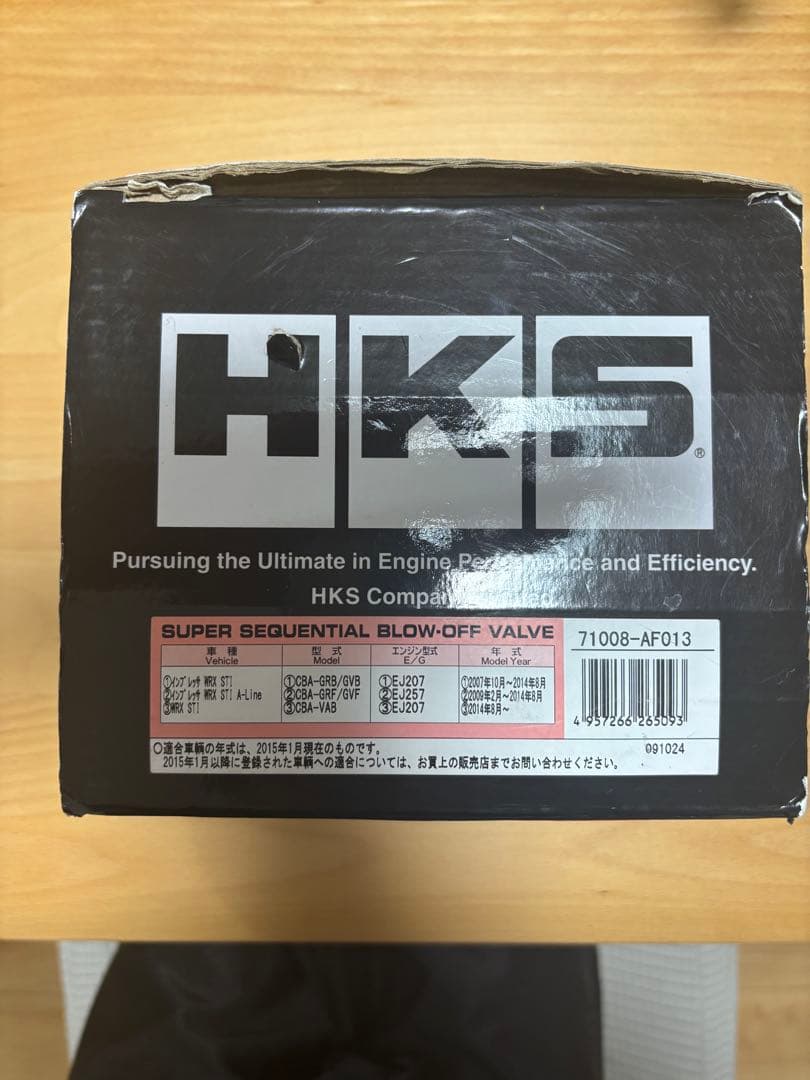 HKS®
Pursuing the Ultimate in Engine and Efficiency.
HKS
SUPER SEQUENTIAL BLOW-OFF VALVE 71008-AF013
車種 型式 エンジン型式 年式
Vehicle Model E/G Model Year
①インプレッサ WRX STI ①CBA-GRB/GVB ①EJ207 ①2007年10月～2014年8月
②インプレッサ WRX STI A-Line ②CBA-GRF/GVF ②EJ257 ②2009年2月～2014年8月
③WRX STI ③CBA-VAB ③EJ207 ③2014年8月～
4 957266 265093
○適合車輌の年式は、2015年1月現在のものです。 091024
2015年1月以降に登録された車輌への適合については、お買上の販売店までお問い合わせください。